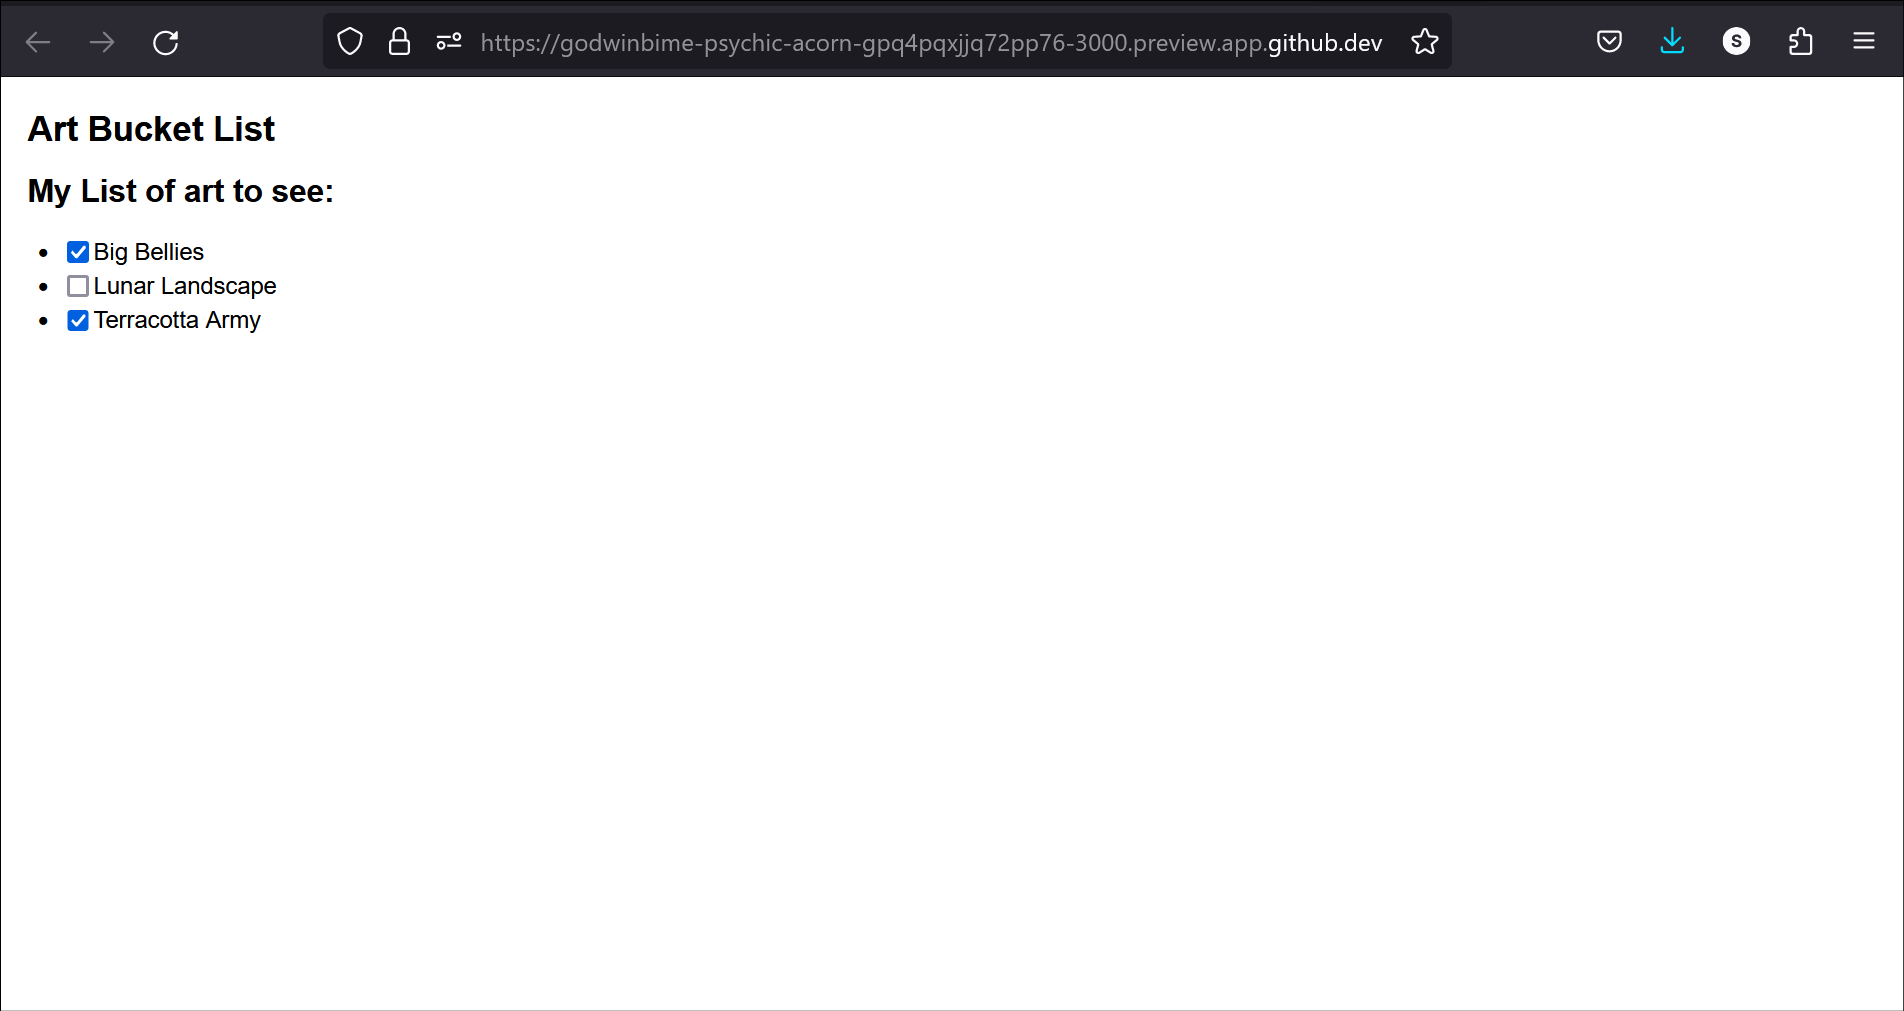 https://godwinbime-psychic-acorn-gpq4pqxjjq72pp76-3000.preview.app.github.dev
S
Art Bucket List
My List of art to see:
Big Bellies
Lunar Landscape
Terracotta Army